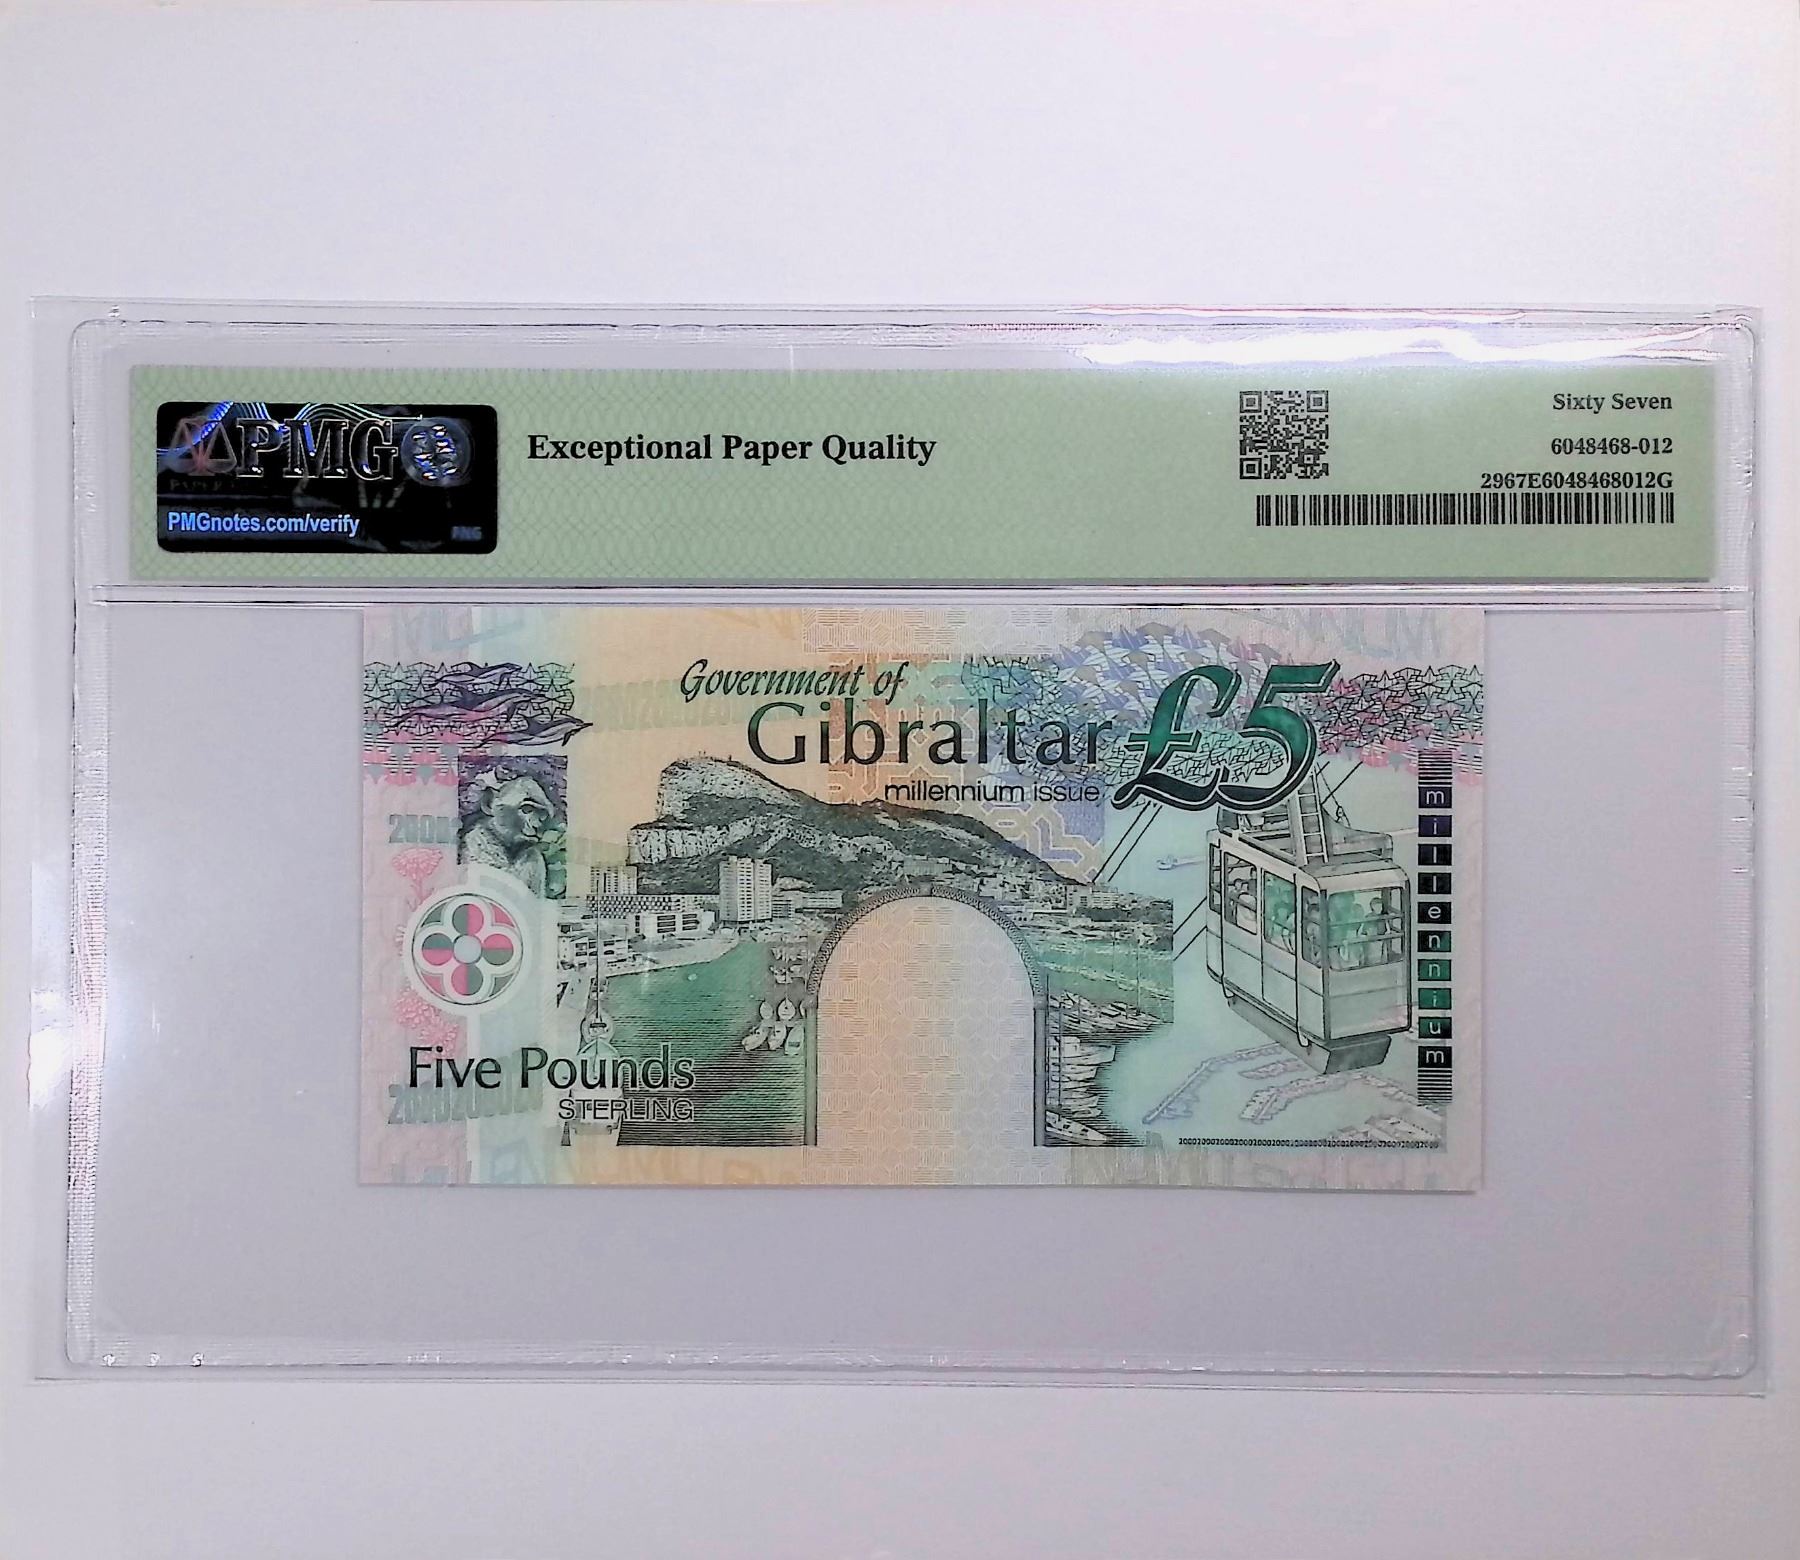 PMG
PMGnotes.com/verify
PMG
Exceptional Paper Quality
Sixty Seven
6048468-012
2967E6048468012G
Government of
Gibraltar
£5
millennium issue
millennium
Five Pounds
STERLING